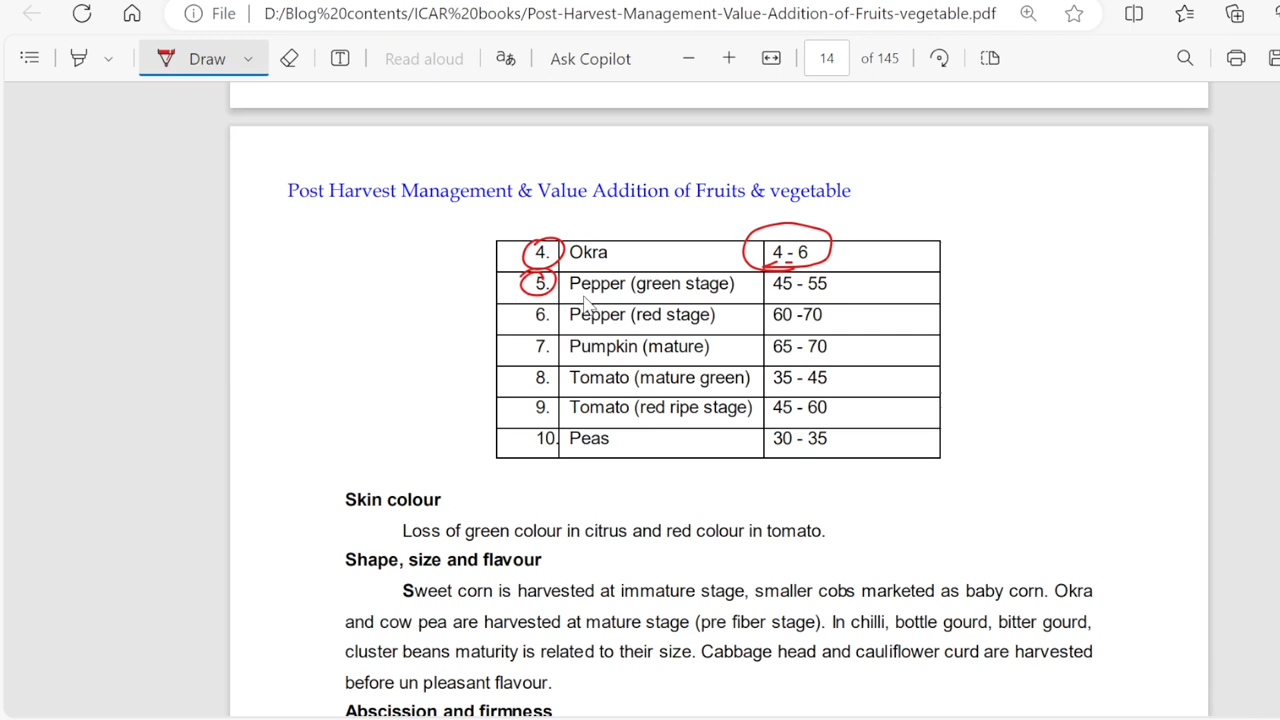 File D:/Blog%20contents/ICAR%20books/Post-Harvest-Management-Value-Addition-of-Fruits-vegetable.pdf
Draw Read aloud aあ Ask Copilot 14 of 145
Post Harvest Management & Value Addition of Fruits & vegetable
4. Okra 4 - 6
5. Pepper (green stage) 45 - 55
6. Pepper (red stage) 60 -70
7. Pumpkin (mature) 65 - 70
8. Tomato (mature green) 35 - 45
9. Tomato (red ripe stage) 45 - 60
10. Peas 30 - 35
Skin colour
Loss of green colour in citrus and red colour in tomato.
Shape, size and flavour
Sweet corn is harvested at immature stage, smaller cobs marketed as baby corn. Okra
and cow pea are harvested at mature stage (pre fiber stage). In chilli, bottle gourd, bitter gourd,
cluster beans maturity is related to their size. Cabbage head and cauliflower curd are harvested
before un pleasant flavour.
Abscission and firmness